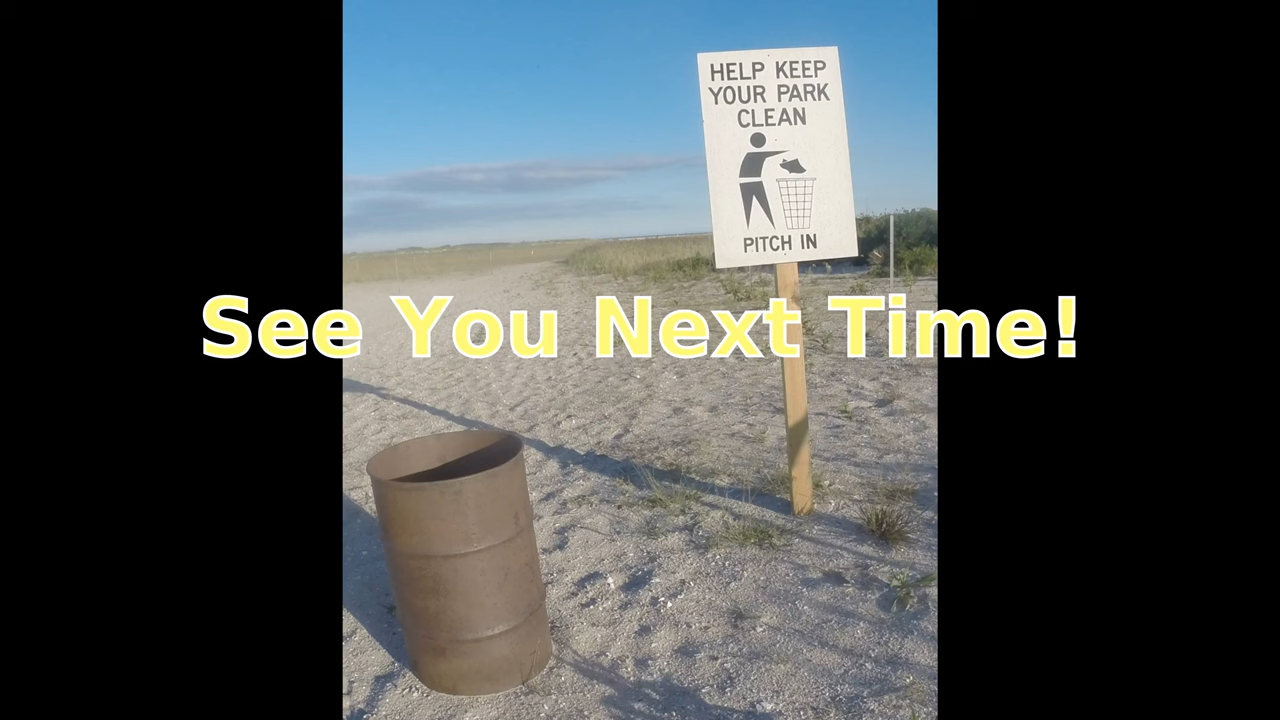 HELP KEEP
YOUR PARK
CLEAN
PITCH IN
See You Next Time!